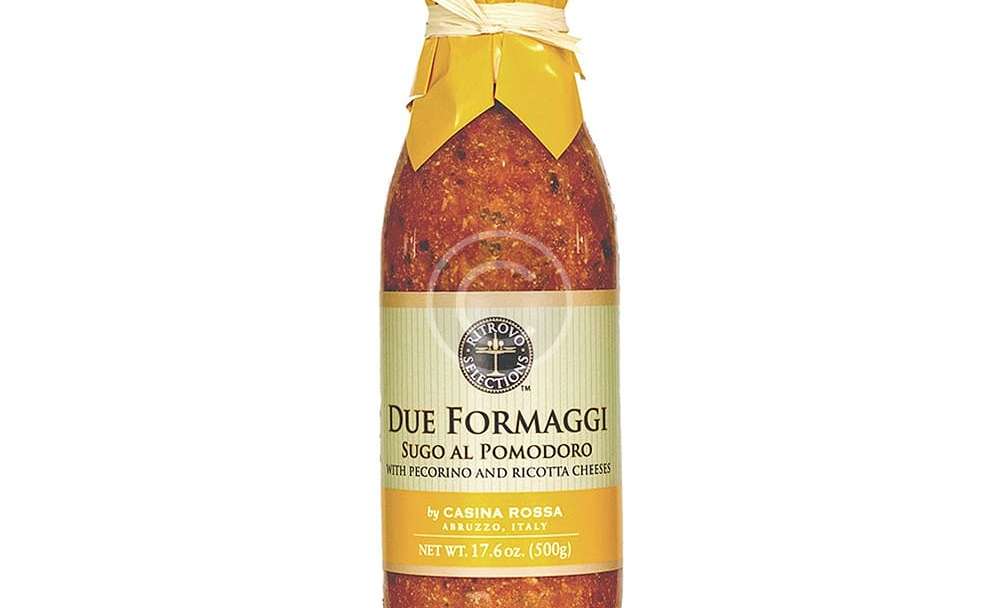 RITROVO
SELECTIONS
TM
DUE FORMAGGI
SUGO AL POMODORO
WITH PECORINO AND RICOTTA CHEESES
by CASINA ROSSA
ABRUZZO, ITALY
NET WT. 17.6 oz. (500g)